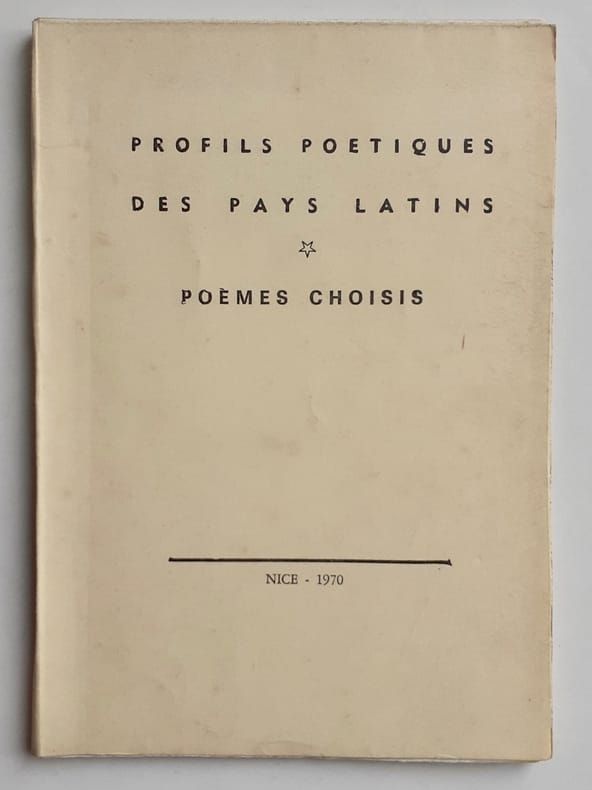 PROFILS POETIQUES
DES PAYS LATINS
POÈMES CHOISIS
NICE - 1970